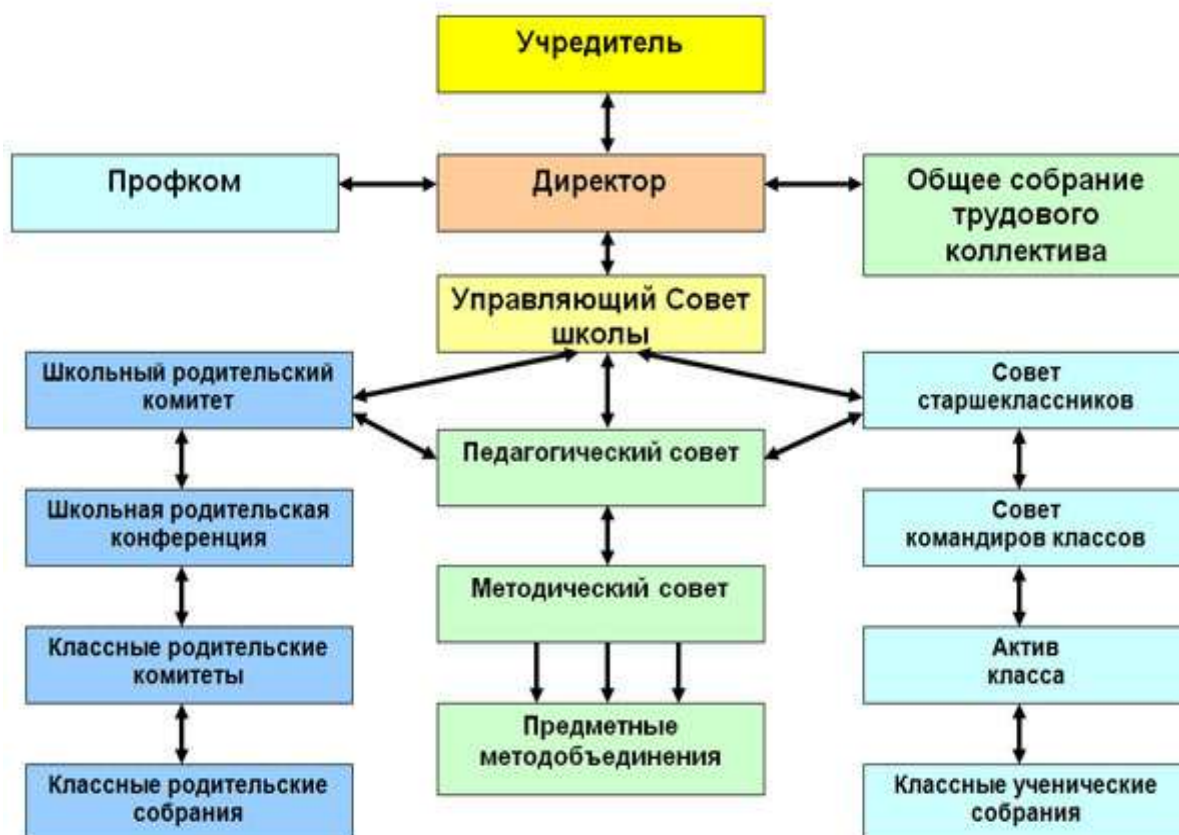 Учредитель
Профком
Директор
Общее собрание
трудового
коллектива
Управляющий Совет
школы
Школьный родительский
комитет
Совет
старшеклассников
Педагогический совет
Школьная родительская
конференция
Совет
командиров классов
Методический совет
Классные родительские
комитеты
Актив
класса
Предметные
методобъединения
Классные родительские
собрания
Классные ученические
собрания